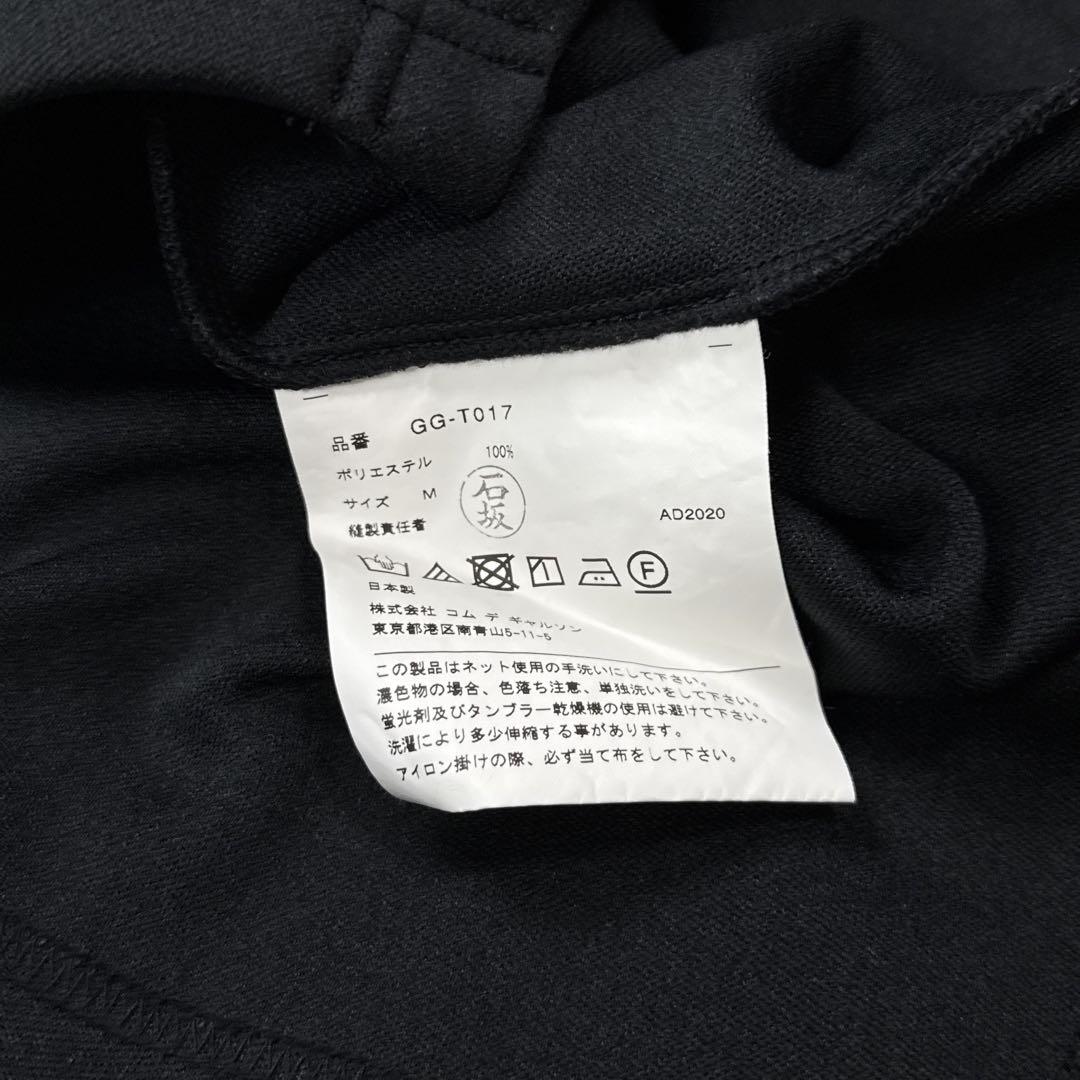 品番 GG-T017
ポリエステル 100%
サイズ M
縫製責任者 石坂 AD2020
F
日本製
株式会社 コム デ ギャルソン
東京都港区南青山5-11-5
この製品はネット使用の手洗いにして下さい。
濃色物の場合、色落ち注意、単独洗いをして下さい。
蛍光剤及びタンブラー乾燥機の使用は避けて下さい。
洗濯により多少伸縮する事があります。
アイロン掛けの際、必ず当て布をして下さい。